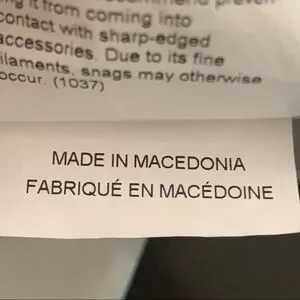 it from coming into
contact with sharp-edged
accessories. Due to its fine
filaments, snags may otherwise
occur. (1037)
MADE IN MACEDONIA
FABRIQUÉ EN MACÉDOINE